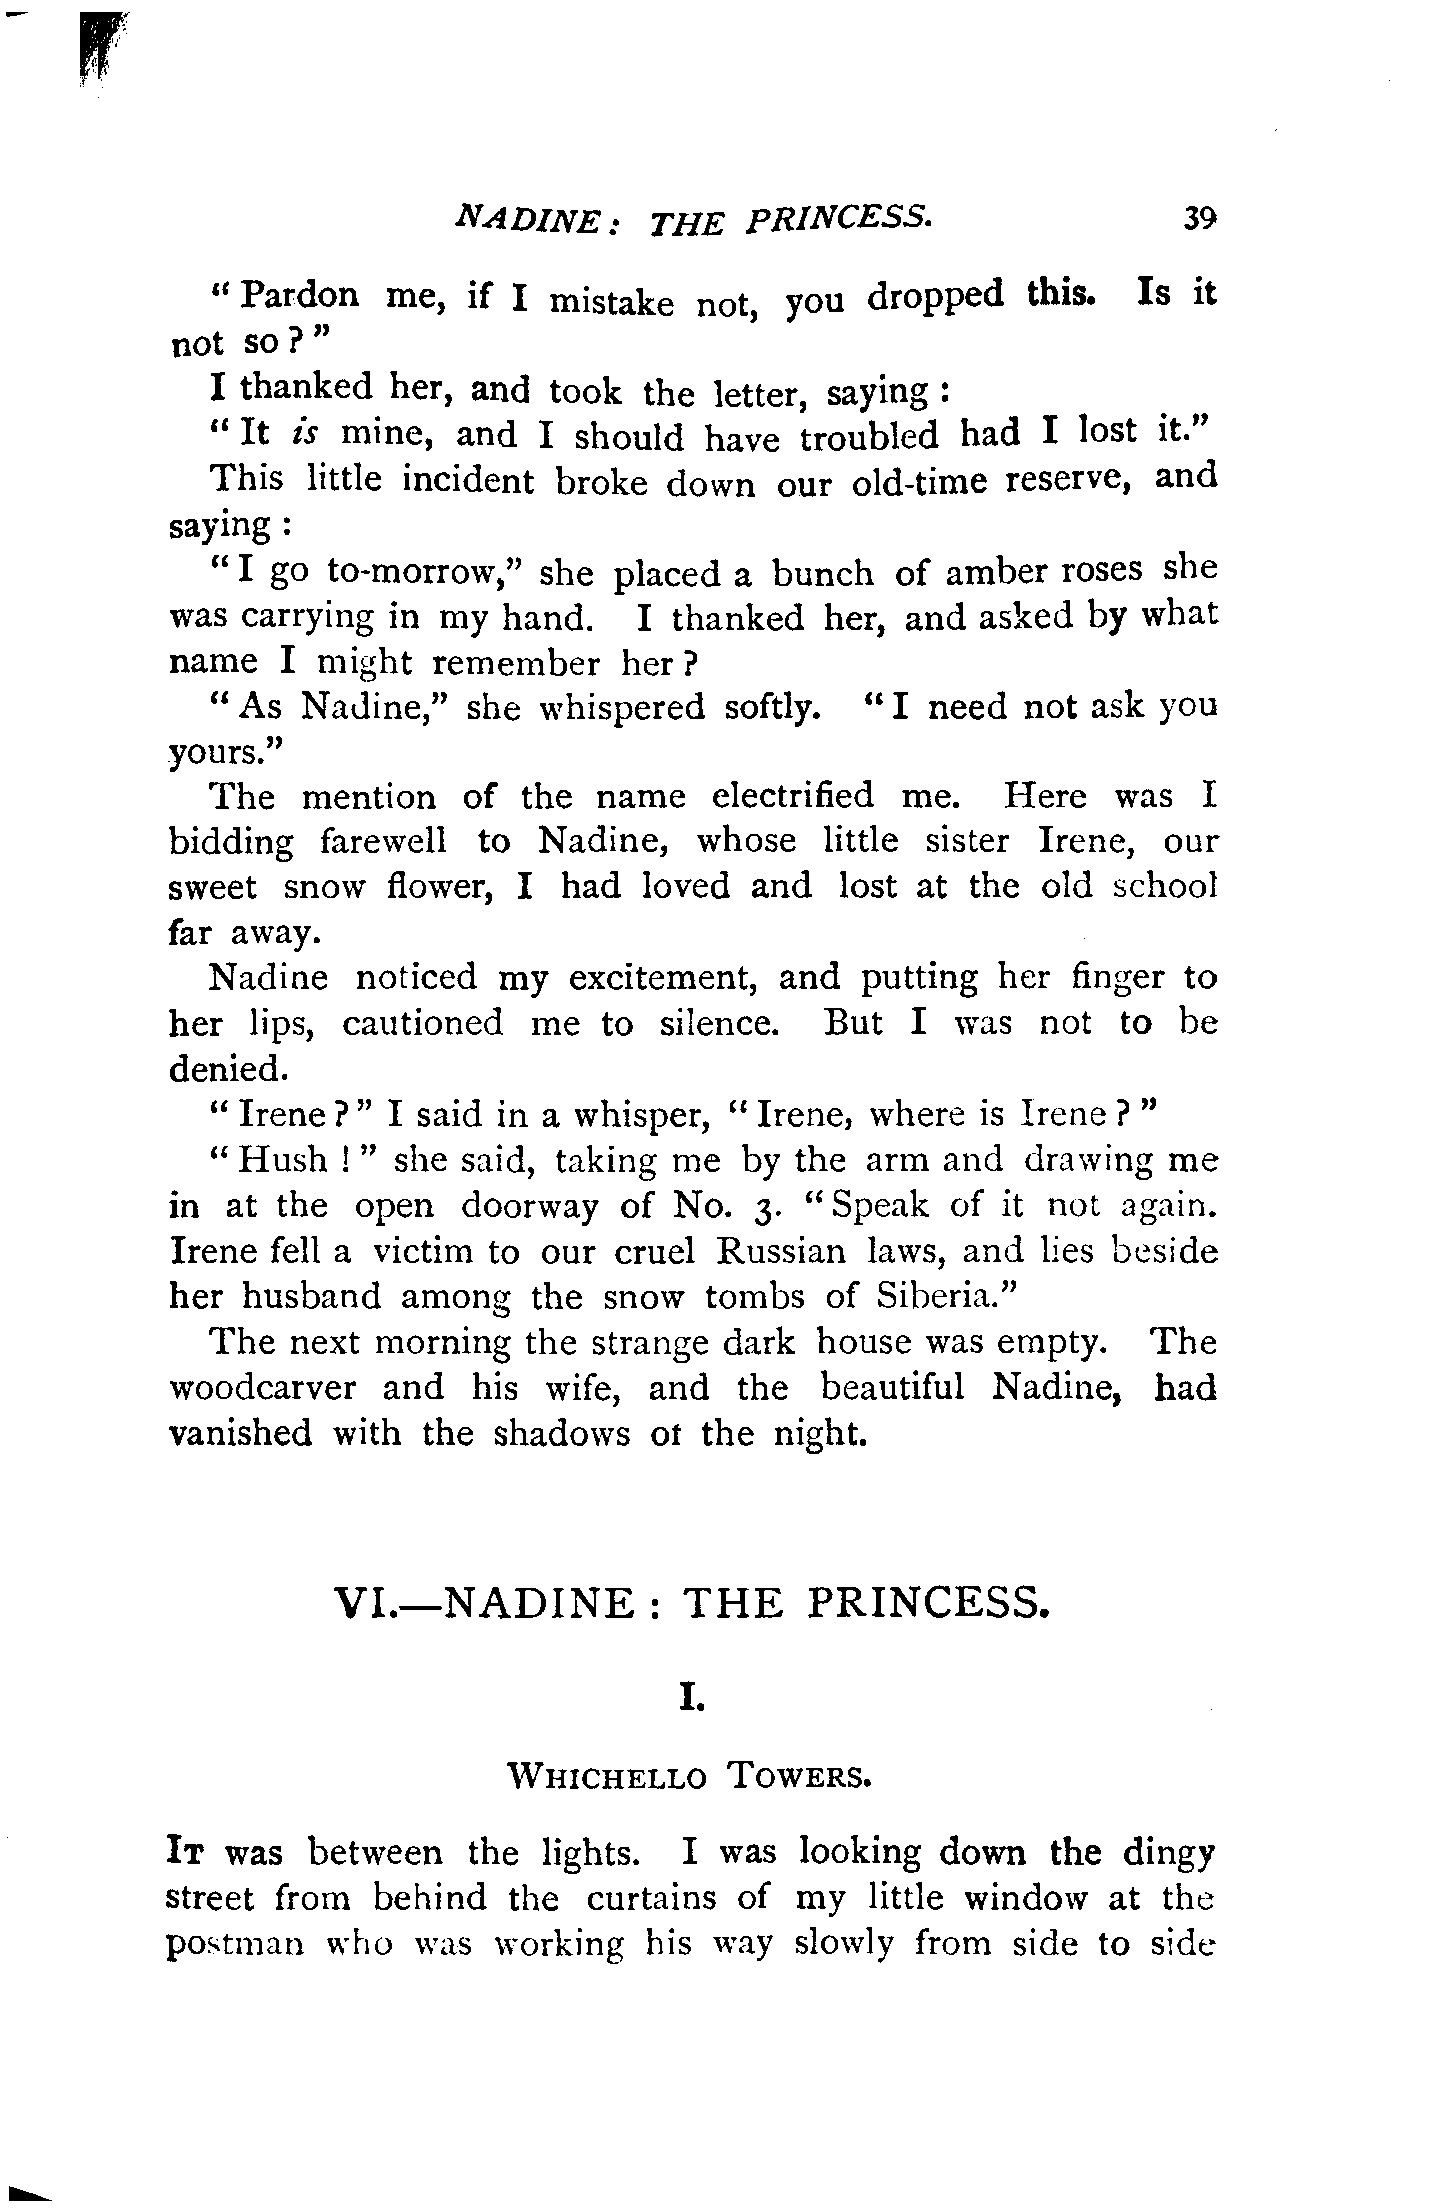 NADINE: THE PRINCESS. 39
“Pardon me, if I mistake not, you dropped this. Is it
not so?”
I thanked her, and took the letter, saying:
“It is mine, and I should have troubled had I lost it.”
This little incident broke down our old-time reserve, and
saying:
“I go to-morrow,” she placed a bunch of amber roses she
was carrying in my hand. I thanked her, and asked by what
name I might remember her?
“As Nadine,” she whispered softly. “I need not ask you
yours.”
The mention of the name electrified me. Here was I
bidding farewell to Nadine, whose little sister Irene, our
sweet snow flower, I had loved and lost at the old school
far away.
Nadine noticed my excitement, and putting her finger to
her lips, cautioned me to silence. But I was not to be
denied.
“Irene?” I said in a whisper, “Irene, where is Irene?”
“Hush!” she said, taking me by the arm and drawing me
in at the open doorway of No. 3. “Speak of it not again.
Irene fell a victim to our cruel Russian laws, and lies beside
her husband among the snow tombs of Siberia.”
The next morning the strange dark house was empty. The
woodcarver and his wife, and the beautiful Nadine, had
vanished with the shadows of the night.
VI.—NADINE: THE PRINCESS.
I.
WHICHELLO TOWERS.
IT was between the lights. I was looking down the dingy
street from behind the curtains of my little window at the
postman who was working his way slowly from side to side